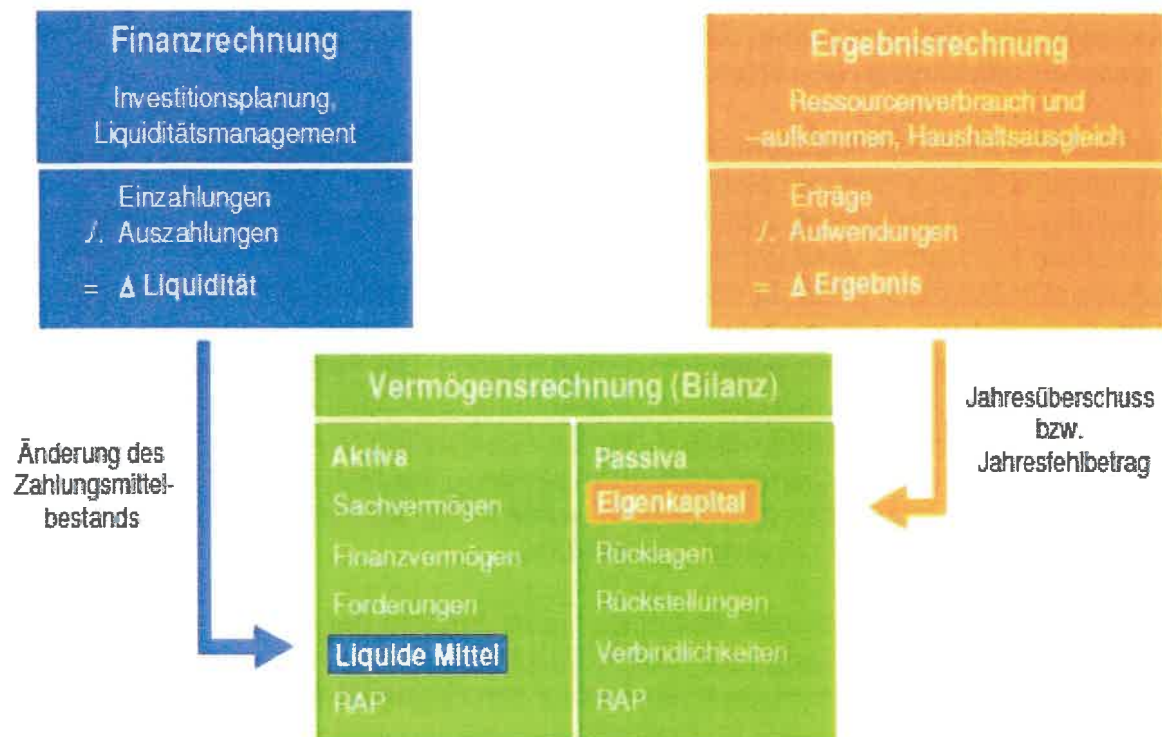 Finanzrechnung
Investitionsplanung,
Liquiditätsmanagement
Einzahlungen
./. Auszahlungen
= Δ Liquidität
Ergebnisrechnung
Ressourcenverbrauch und
–aufkommen, Haushaltsausgleich
Erträge
./. Aufwendungen
= Δ Ergebnis
Änderung des
Zahlungsmittel-
bestands
Vermögensrechnung (Bilanz)
Aktiva
Sachvermögen
Finanzvermögen
Forderungen
Liquide Mittel
RAP
Passiva
Eigenkapital
Rücklagen
Rückstellungen
Verbindlichkeiten
RAP
Jahresüberschuss
bzw.
Jahresfehlbetrag